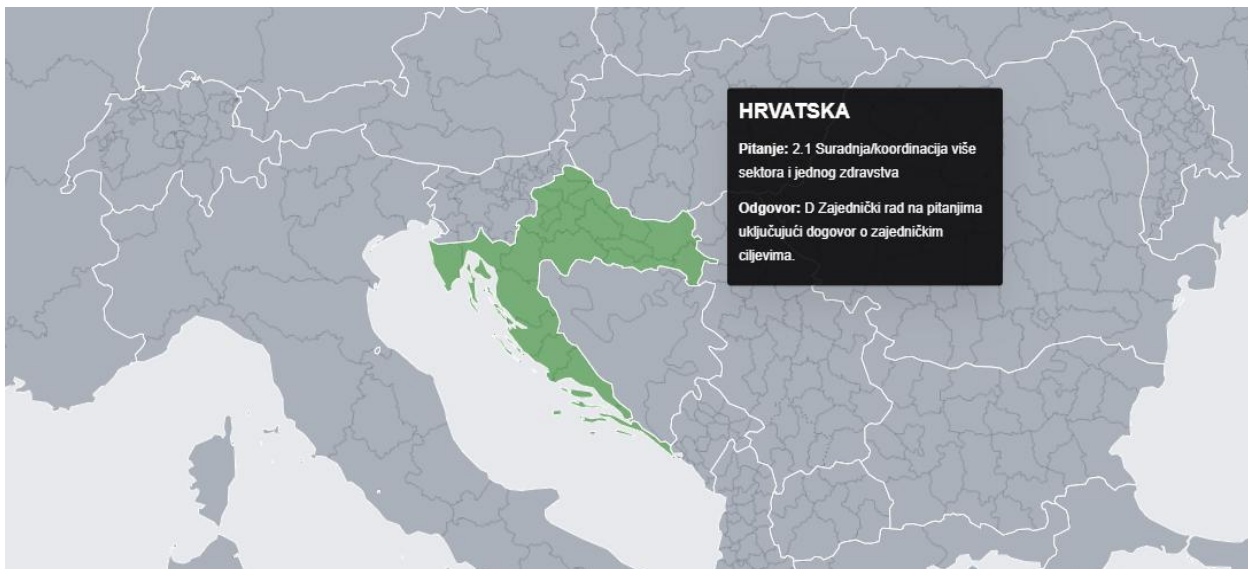 HRVATSKA
Pitanje: 2.1 Suradnja/koordinacija više
sektora i jednog zdravstva
Odgovor: D Zajednički rad na pitanjima
uključujući dogovor o zajedničkim
ciljevima.